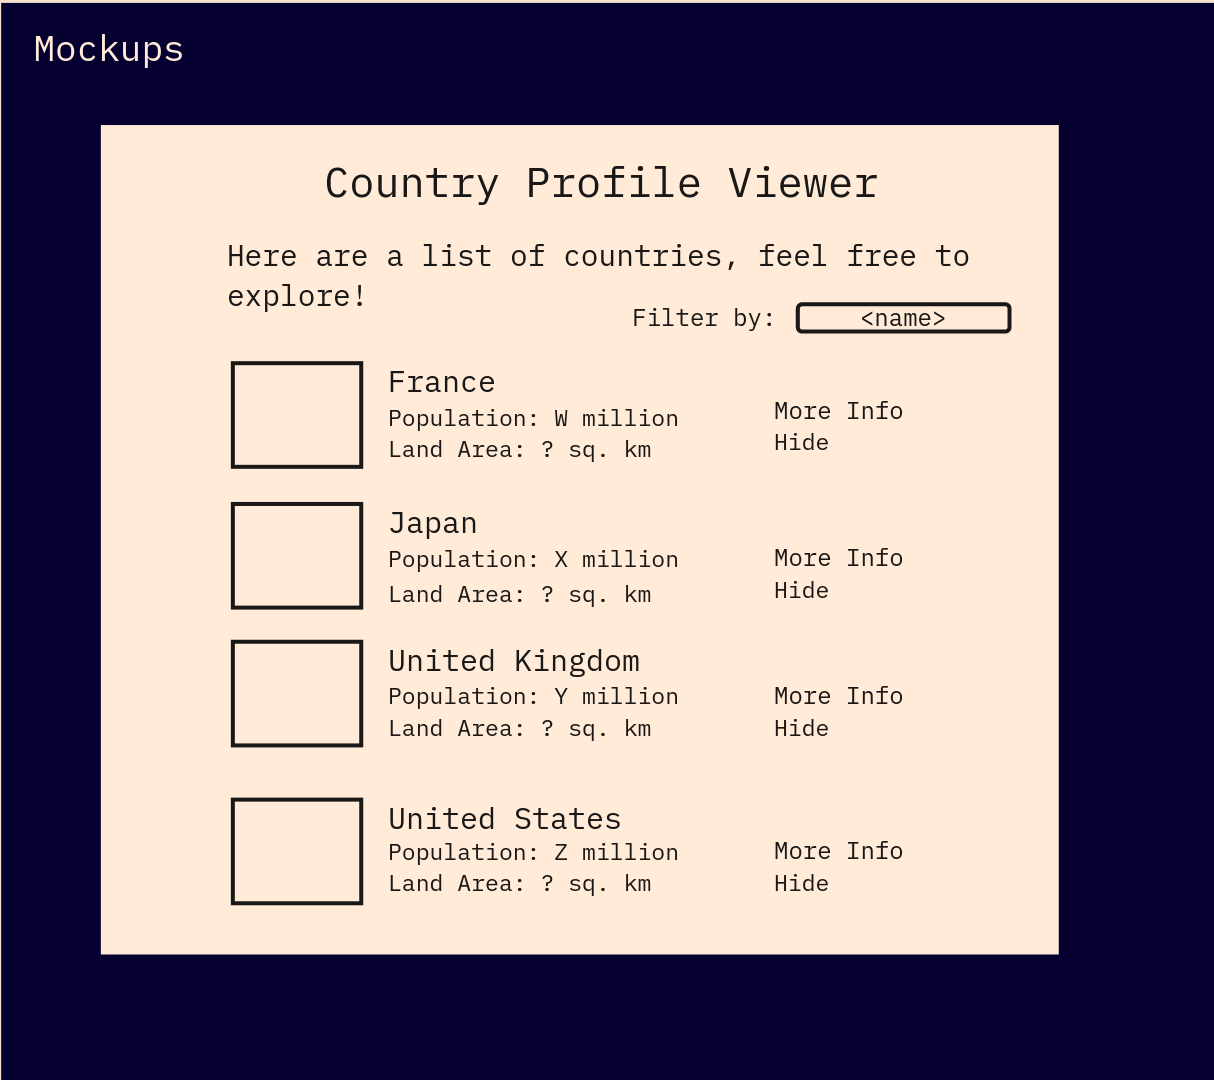 Mockups
Country Profile Viewer
Here are a list of countries, feel free to
explore!
Filter by: <name>
France
Population: W million
Land Area: ? sq. km
More Info
Hide
Japan
Population: X million
Land Area: ? sq. km
More Info
Hide
United Kingdom
Population: Y million
Land Area: ? sq. km
More Info
Hide
United States
Population: Z million
Land Area: ? sq. km
More Info
Hide